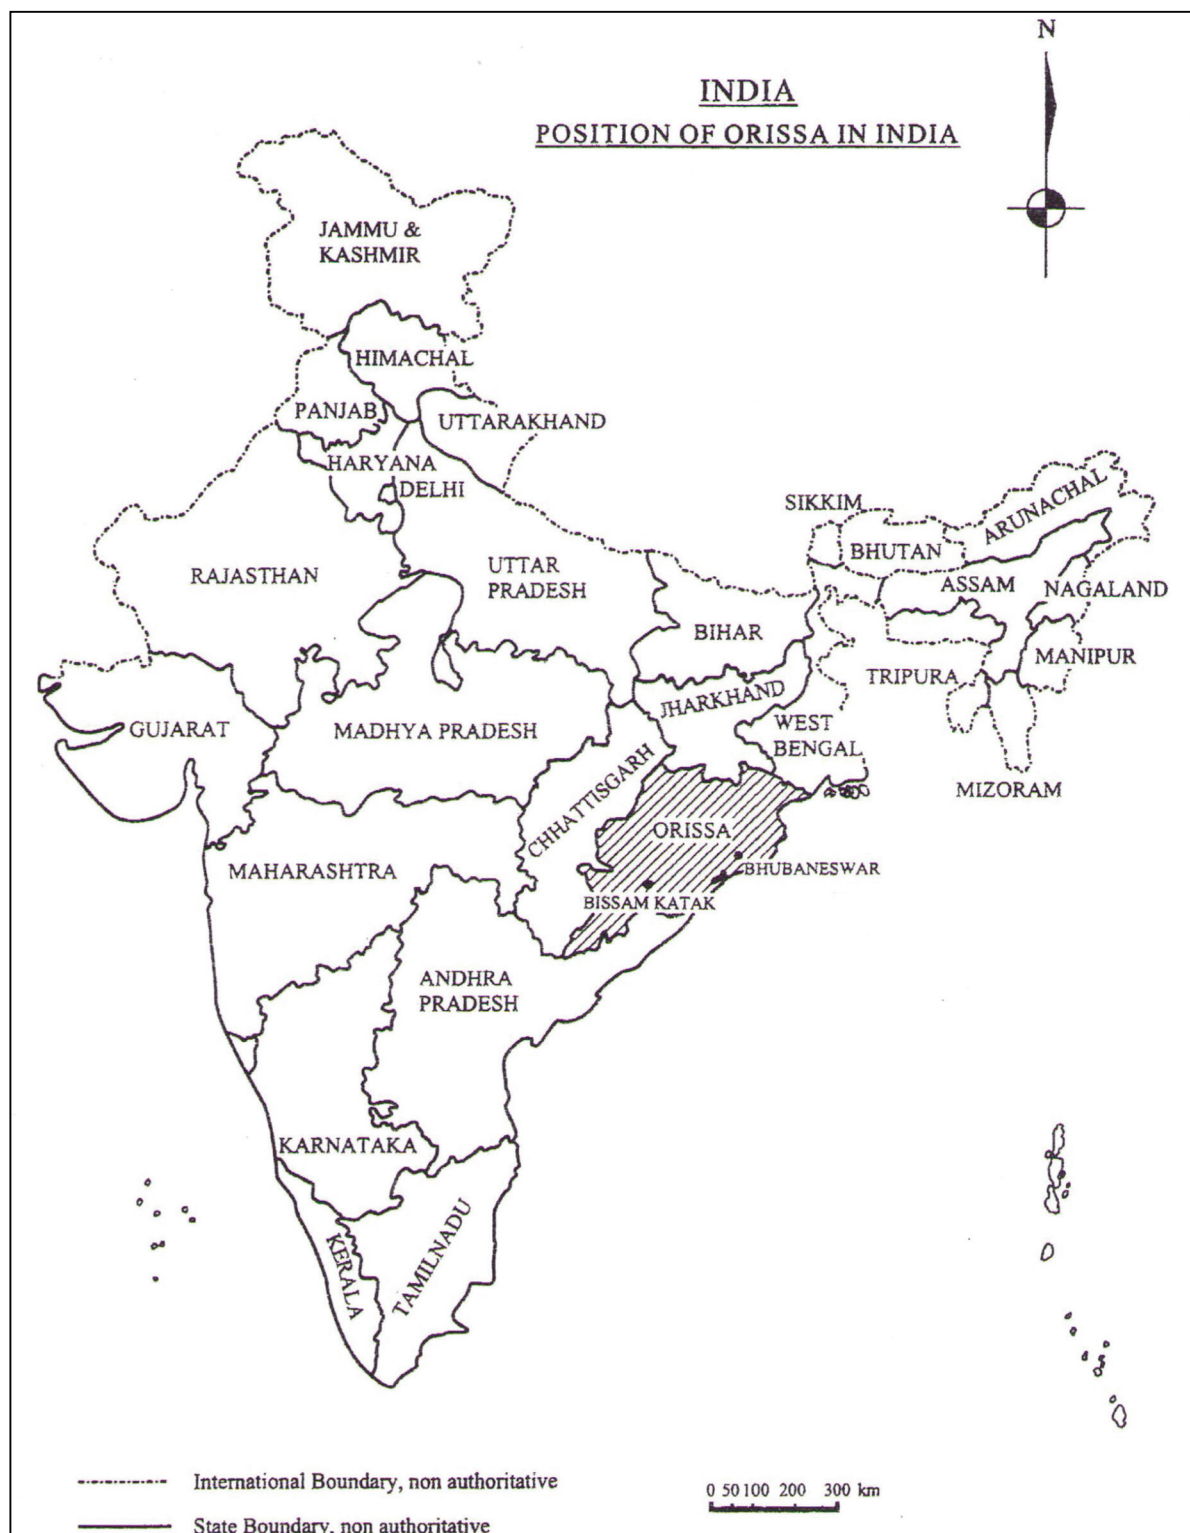 N
INDIA
POSITION OF ORISSA IN INDIA
JAMMU &
KASHMIR
HIMACHAL
PANJAB
UTTARAKHAND
HARYANA
DELHI
SIKKIM
ARUNACHAL
BHUTAN
RAJASTHAN
UTTAR
PRADESH
ASSAM
NAGALAND
BIHAR
MANIPUR
TRIPURA
JHARKHAND
GUJARAT
MADHYA PRADESH
WEST
BENGAL
MIZORAM
CHHATTISGARH
ORISSA
MAHARASHTRA
BHUBANESWAR
BISSAM KATAK
ANDHRA
PRADESH
KARNATAKA
KERALA
TAMILNADU
International Boundary, non authoritative
0 50 100 200 300 km
State Boundary, non authoritative